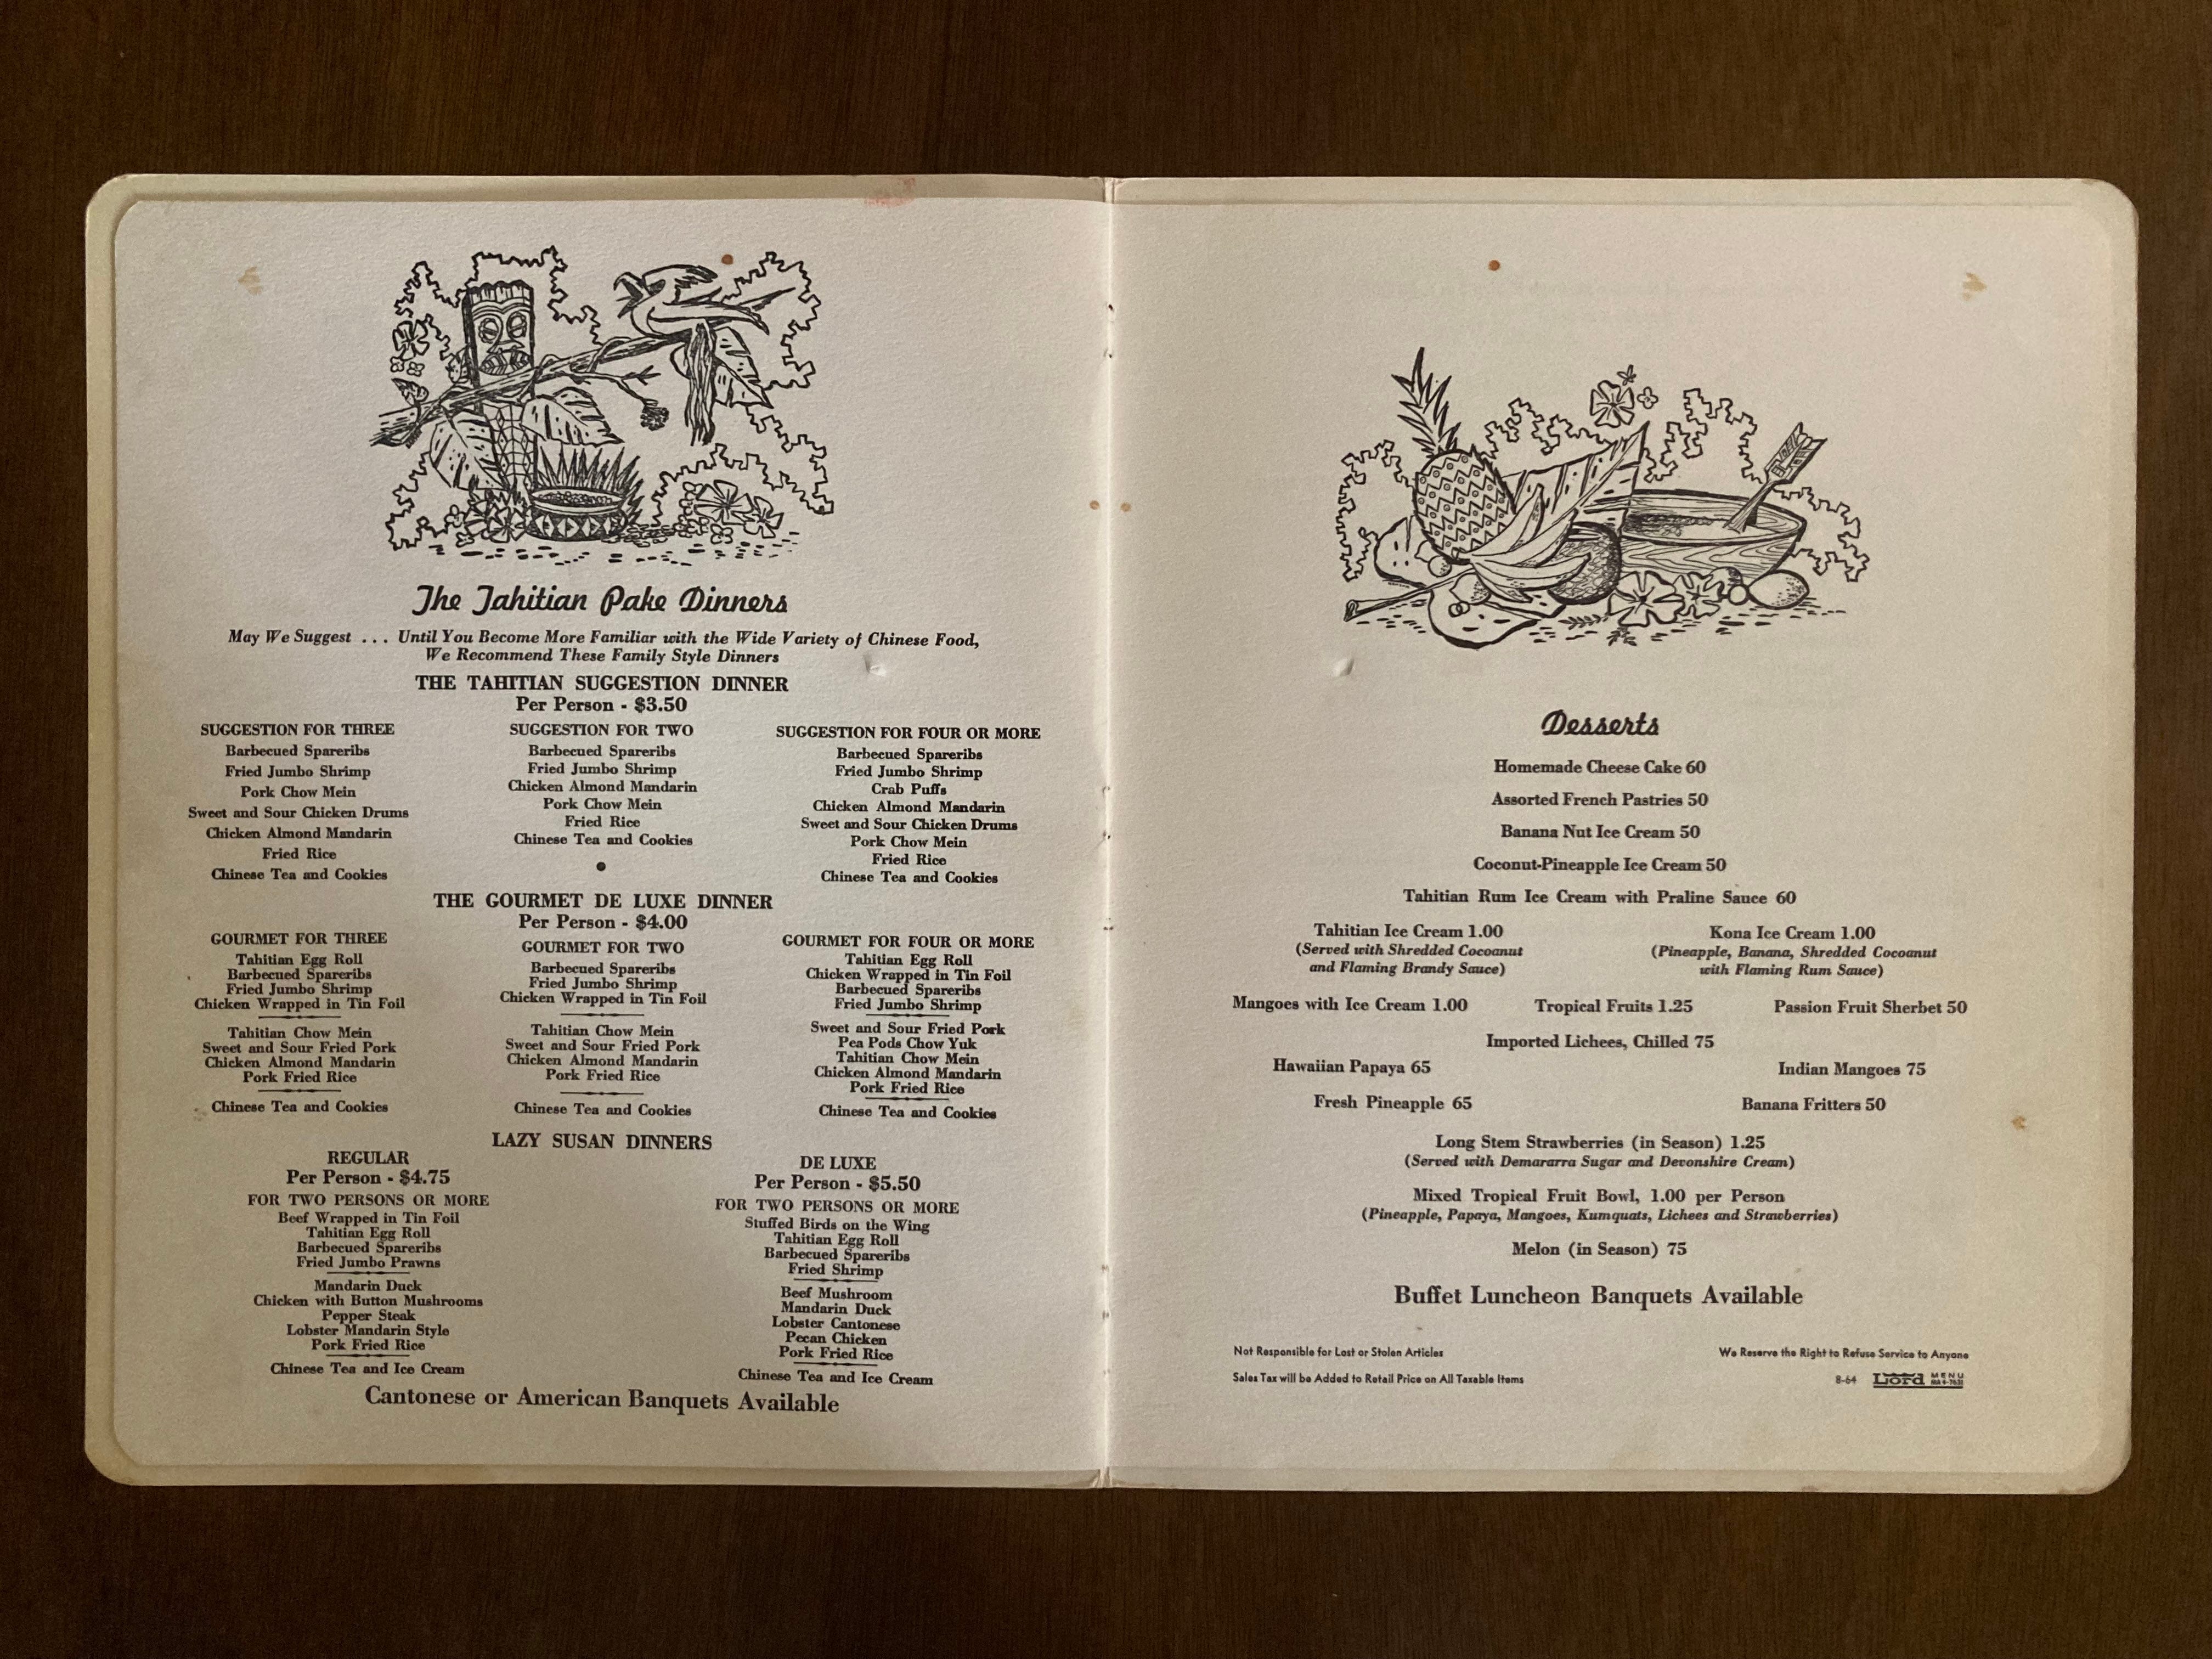 The Tahitian Pake Dinners
May We Suggest . . . Until You Become More Familiar with the Wide Variety of Chinese Food,
We Recommend These Family Style Dinners
THE TAHITIAN SUGGESTION DINNER
Per Person - $3.50
SUGGESTION FOR THREE
Barbecued Spareribs
Fried Jumbo Shrimp
Pork Chow Mein
Sweet and Sour Chicken Drums
Chicken Almond Mandarin
Fried Rice
Chinese Tea and Cookies
SUGGESTION FOR TWO
Barbecued Spareribs
Fried Jumbo Shrimp
Chicken Almond Mandarin
Pork Chow Mein
Fried Rice
Chinese Tea and Cookies
SUGGESTION FOR FOUR OR MORE
Barbecued Spareribs
Fried Jumbo Shrimp
Crab Puffs
Chicken Almond Mandarin
Sweet and Sour Chicken Drums
Pork Chow Mein
Fried Rice
Chinese Tea and Cookies
THE GOURMET DE LUXE DINNER
Per Person - $4.00
GOURMET FOR THREE
Tahitian Egg Roll
Barbecued Spareribs
Fried Jumbo Shrimp
Chicken Wrapped in Tin Foil
Tahitian Chow Mein
Sweet and Sour Fried Pork
Chicken Almond Mandarin
Pork Fried Rice
Chinese Tea and Cookies
GOURMET FOR TWO
Barbecued Spareribs
Fried Jumbo Shrimp
Chicken Wrapped in Tin Foil
Tahitian Chow Mein
Sweet and Sour Fried Pork
Chicken Almond Mandarin
Pork Fried Rice
Chinese Tea and Cookies
GOURMET FOR FOUR OR MORE
Tahitian Egg Roll
Chicken Wrapped in Tin Foil
Barbecued Spareribs
Fried Jumbo Shrimp
Sweet and Sour Fried Pork
Pea Pods Chow Yuk
Tahitian Chow Mein
Chicken Almond Mandarin
Pork Fried Rice
Chinese Tea and Cookies
LAZY SUSAN DINNERS
REGULAR
Per Person - $4.75
FOR TWO PERSONS OR MORE
Beef Wrapped in Tin Foil
Tahitian Egg Roll
Barbecued Spareribs
Fried Jumbo Prawns
Mandarin Duck
Chicken with Button Mushrooms
Pepper Steak
Lobster Mandarin Style
Pork Fried Rice
Chinese Tea and Ice Cream
DE LUXE
Per Person - $5.50
FOR TWO PERSONS OR MORE
Stuffed Birds on the Wing
Tahitian Egg Roll
Barbecued Spareribs
Fried Shrimp
Beef Mushroom
Mandarin Duck
Lobster Cantonese
Pecan Chicken
Pork Fried Rice
Chinese Tea and Ice Cream
Cantonese or American Banquets Available
Desserts
Homemade Cheese Cake 60
Assorted French Pastries 50
Banana Nut Ice Cream 50
Coconut-Pineapple Ice Cream 50
Tahitian Rum Ice Cream with Praline Sauce 60
Tahitian Ice Cream 1.00
(Served with Shredded Cocoanut
and Flaming Brandy Sauce)
Kona Ice Cream 1.00
(Pineapple, Banana, Shredded Cocoanut
with Flaming Rum Sauce)
Mangoes with Ice Cream 1.00
Tropical Fruits 1.25
Passion Fruit Sherbet 50
Imported Lichees, Chilled 75
Hawaiian Papaya 65
Indian Mangoes 75
Fresh Pineapple 65
Banana Fritters 50
Long Stem Strawberries (in Season) 1.25
(Served with Demararra Sugar and Devonshire Cream)
Mixed Tropical Fruit Bowl, 1.00 per Person
(Pineapple, Papaya, Mangoes, Kumquats, Lichees and Strawberries)
Melon (in Season) 75
Buffet Luncheon Banquets Available
Not Responsible for Lost or Stolen Articles
We Reserve the Right to Refuse Service to Anyone
Sales Tax will be Added to Retail Price on All Taxable Items
8-64 Lord MENU